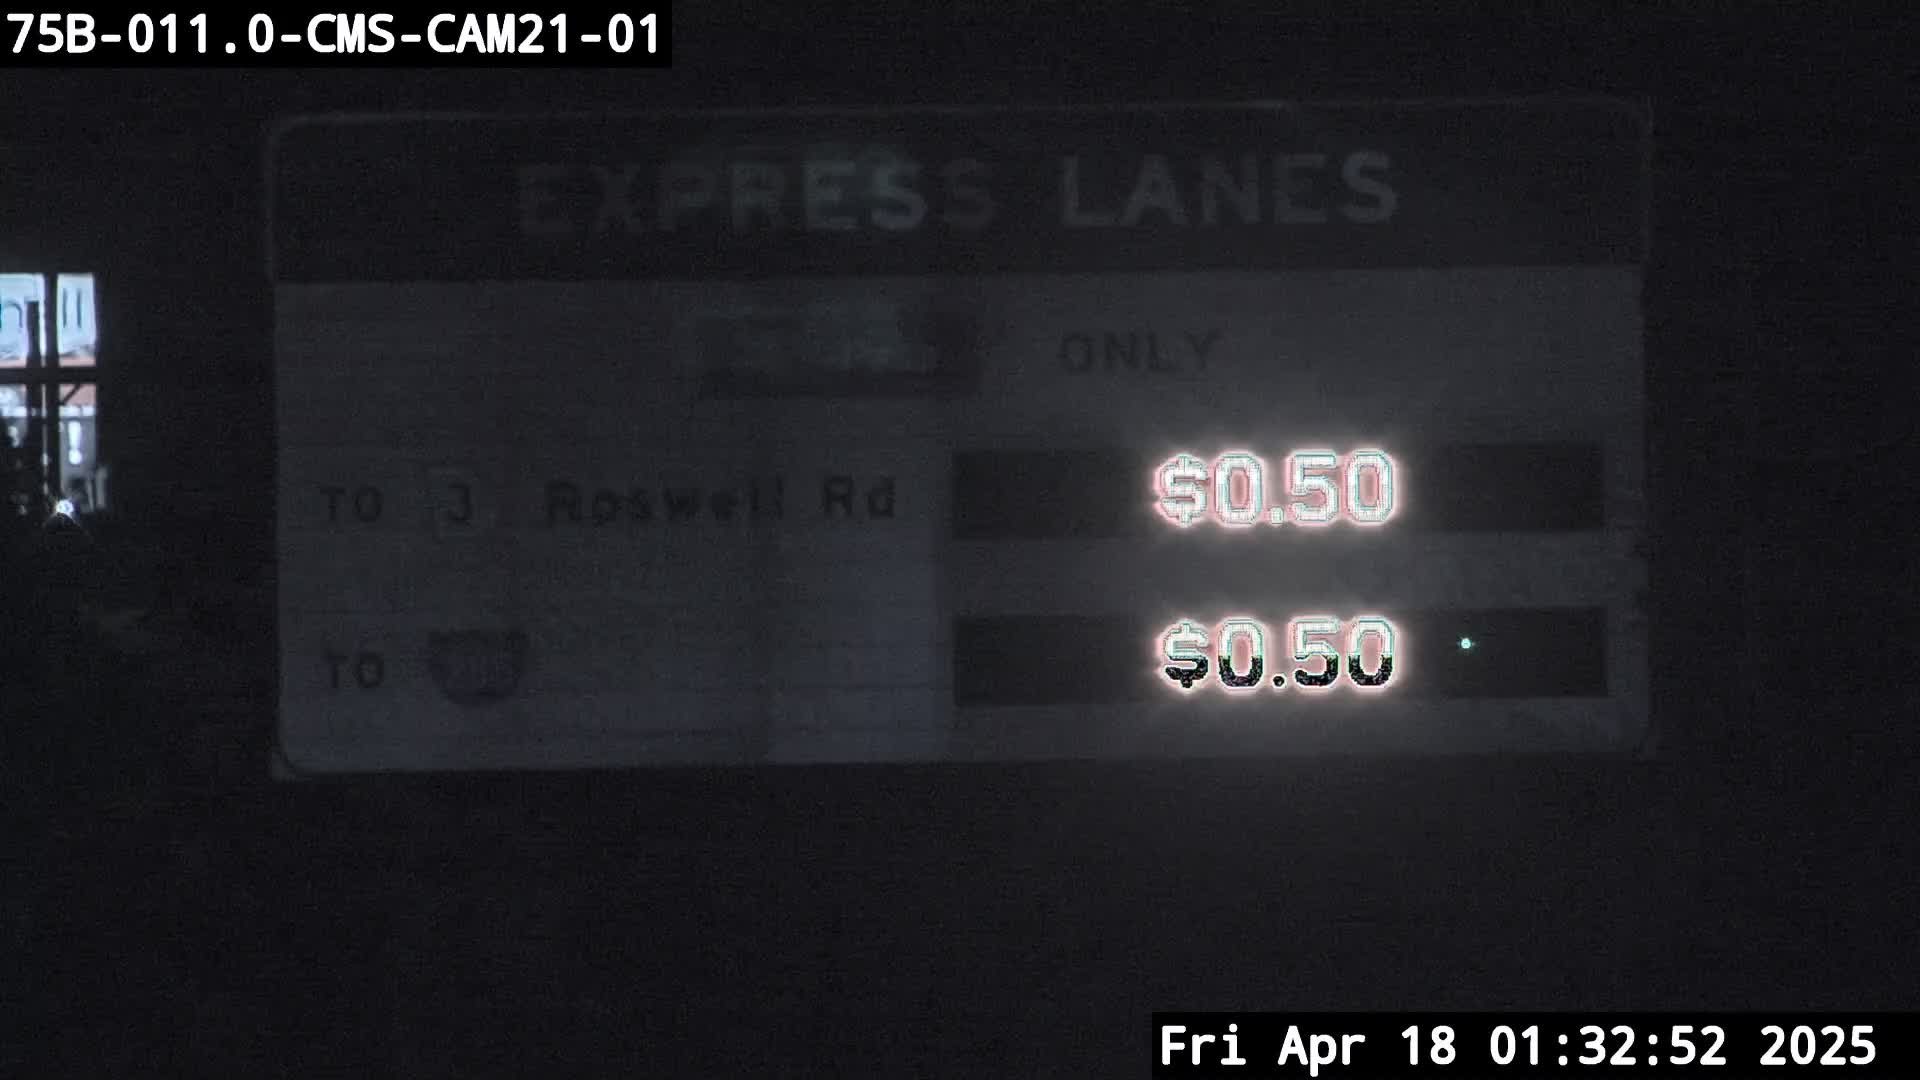 75B-011.0-CMS-CAM21-01
EXPRESS LANES
ONLY
TO Roswell Rd $0.50
TO $0.50
Fri Apr 18 01:32:52 2025